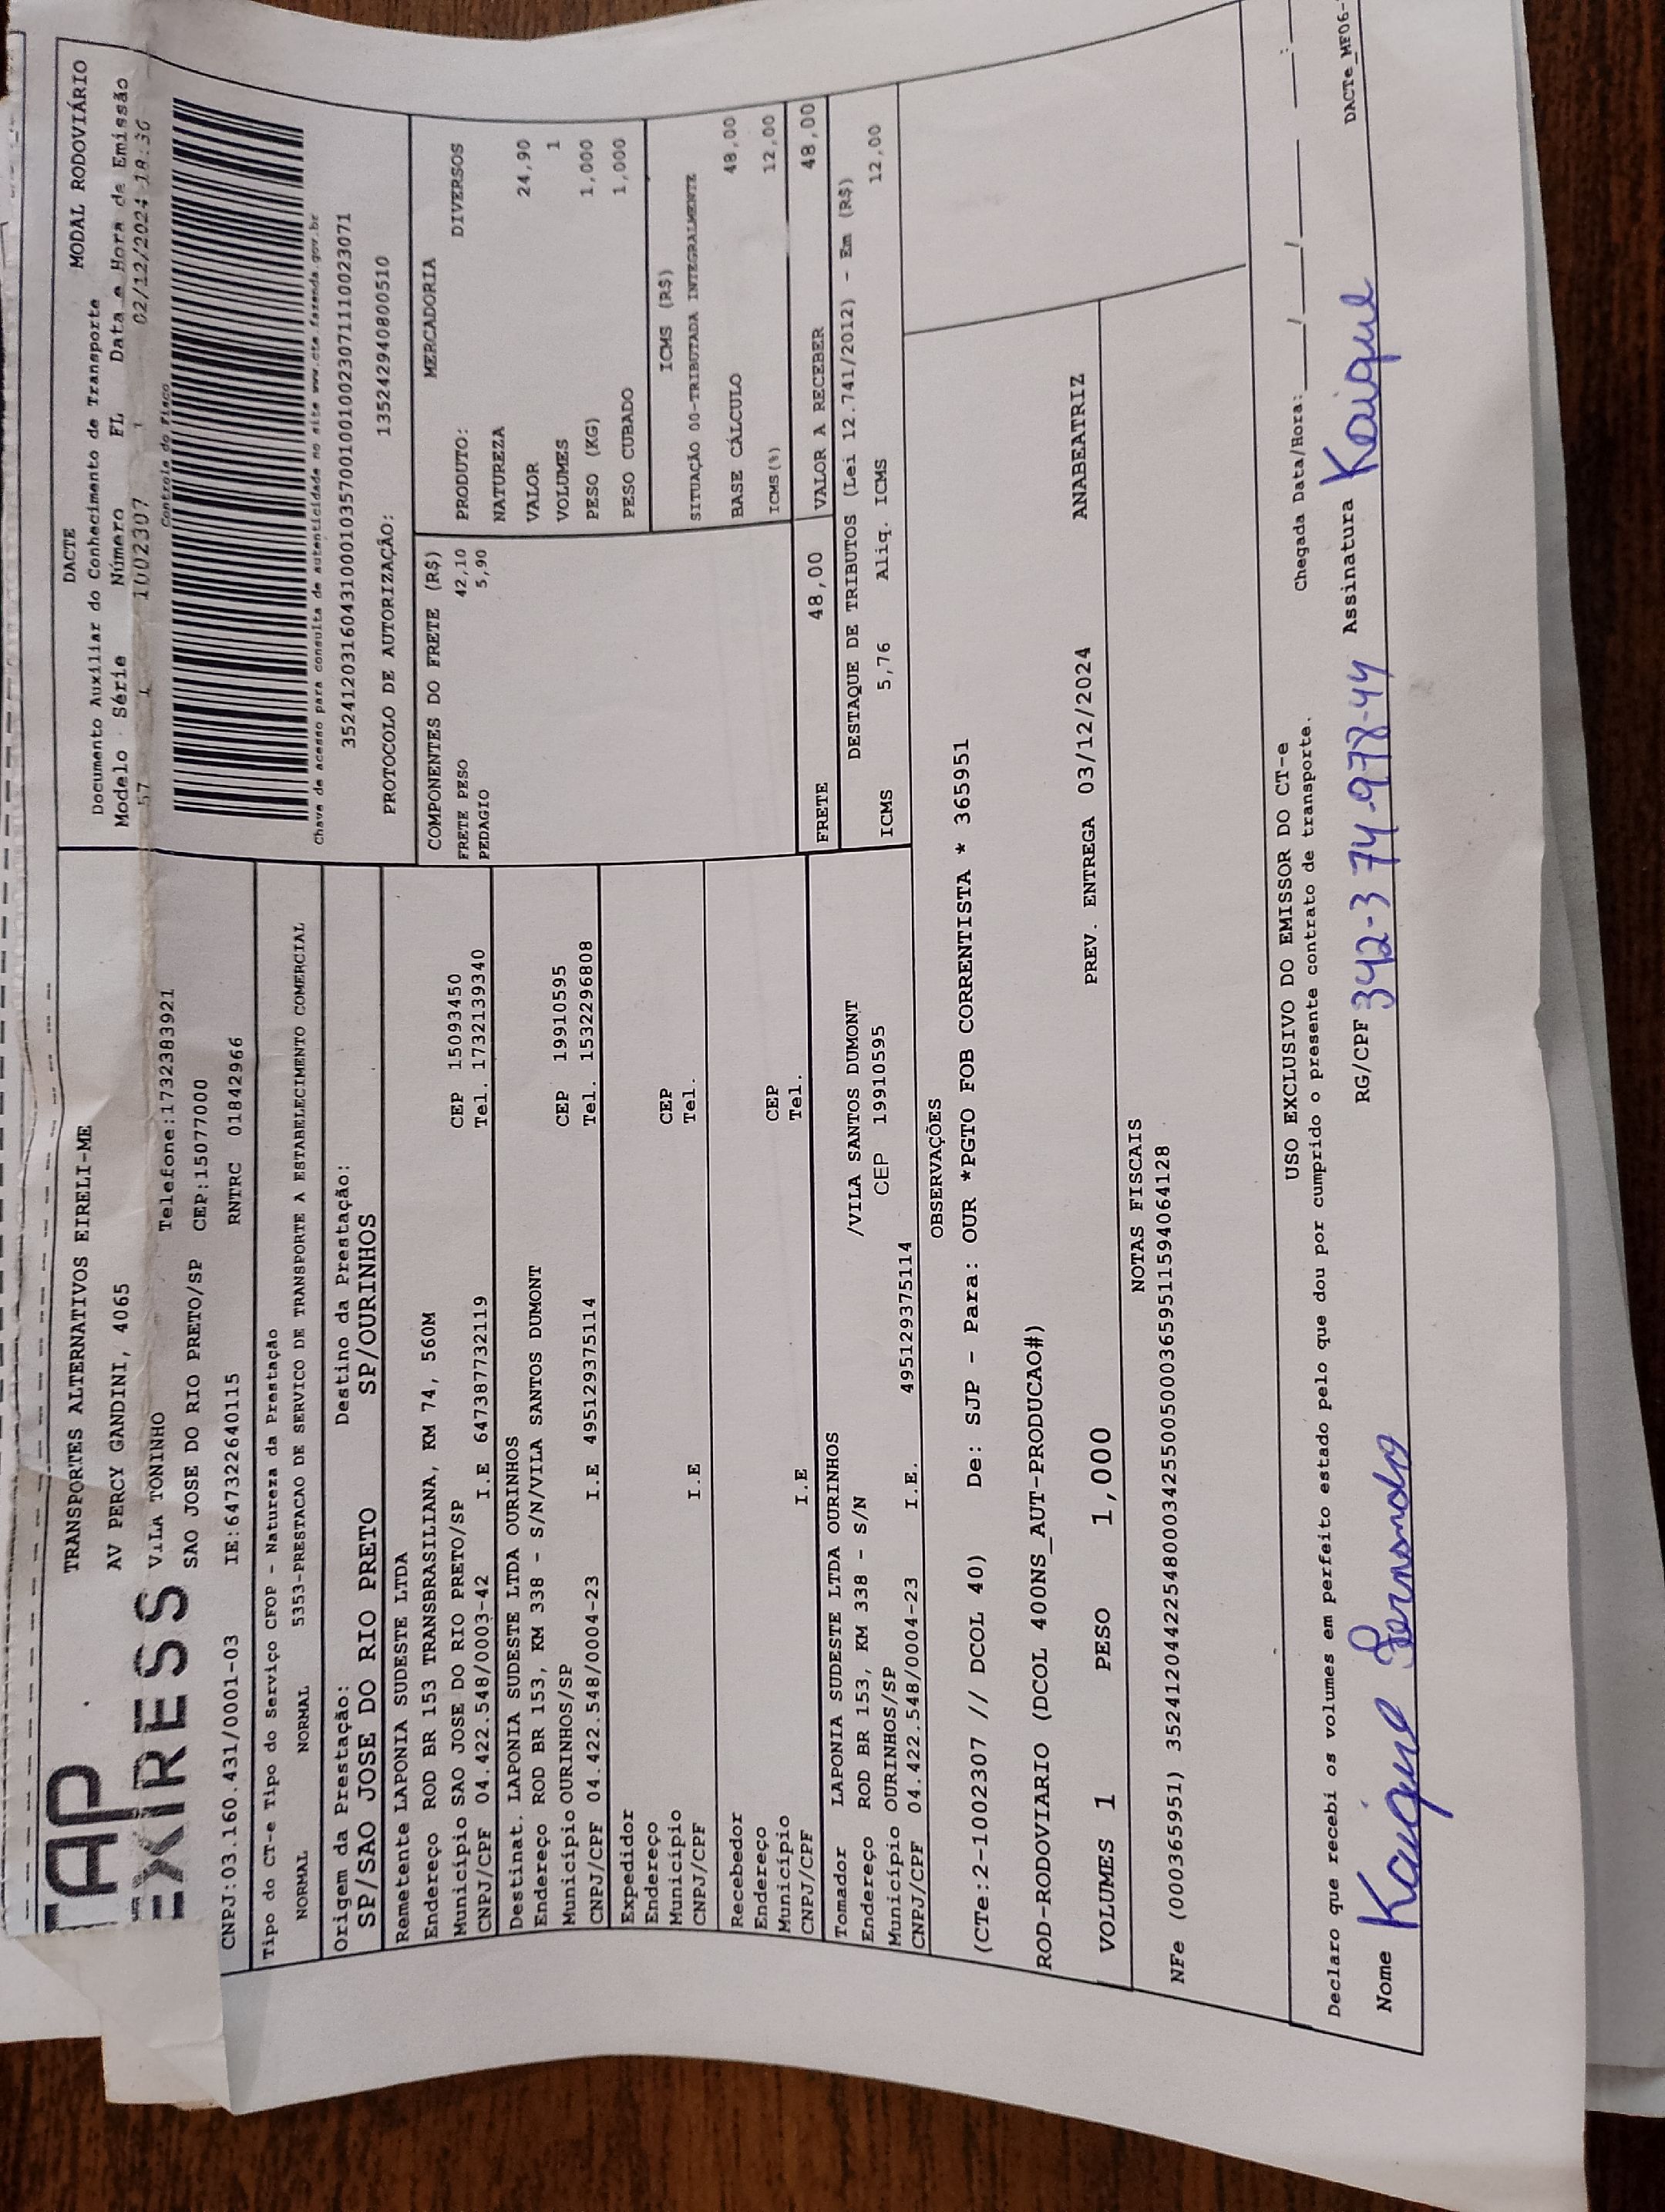 TAP
EXPRESS
TRANSPORTES ALTERNATIVOS EIRELI-ME
AV PERCY GANDINI, 4065
VILA TONINHO Telefone:1732383921
SAO JOSE DO RIO PRETO/SP CEP:15077000
CNPJ:03.160.431/0001-03 IE:647322640115 RNTRC 01842966
DACTE MODAL RODOVIÁRIO
Documento Auxiliar do Conhecimento de Transporte
Modelo Série Número FL Data e Hora de Emissão
57 1 1002307 1 02/12/2024 18:36
Controle do Fisco
Chave de acesso para consulta de autenticidade no site www.cte.fazenda.gov.br
35241203160431000103570010010023071110023071
PROTOCOLO DE AUTORIZAÇÃO: 135242940800510
Tipo do CT-e Tipo do Serviço CFOP - Natureza da Prestação
NORMAL NORMAL 5353-PRESTACAO DE SERVICO DE TRANSPORTE A ESTABELECIMENTO COMERCIAL
Origem da Prestação: Destino da Prestação:
SP/SAO JOSE DO RIO PRETO SP/OURINHOS
Remetente LAPONIA SUDESTE LTDA
Endereço ROD BR 153 TRANSBRASILIANA, KM 74, 560M
Município SAO JOSE DO RIO PRETO/SP CEP 15093450
CNPJ/CPF 04.422.548/0003-42 I.E 647387732119 Tel. 1732139340
Destinat. LAPONIA SUDESTE LTDA OURINHOS
Endereço ROD BR 153, KM 338 - S/N/VILA SANTOS DUMONT
Município OURINHOS/SP CEP 19910595
CNPJ/CPF 04.422.548/0004-23 I.E 495129375114 Tel. 1532296808
Expedidor
Endereço
Município CEP
CNPJ/CPF I.E Tel.
Recebedor
Endereço
Município CEP
CNPJ/CPF I.E Tel.
Tomador LAPONIA SUDESTE LTDA OURINHOS
Endereço ROD BR 153, KM 338 - S/N /VILA SANTOS DUMONT
Município OURINHOS/SP CEP 19910595
CNPJ/CPF 04.422.548/0004-23 I.E. 495129375114
COMPONENTES DO FRETE (R$)
FRETE PESO 42,10
PEDAGIO 5,90
MERCADORIA
PRODUTO: DIVERSOS
NATUREZA
VALOR 24,90
VOLUMES 1
PESO (KG) 1,000
PESO CUBADO 1,000
ICMS (R$)
SITUAÇÃO 00-TRIBUTADA INTEGRALMENTE
BASE CÁLCULO 48,00
ICMS(%) 12,00
FRETE 48,00 VALOR A RECEBER 48,00
DESTAQUE DE TRIBUTOS (Lei 12.741/2012) - Em (R$)
ICMS 5,76 Aliq. ICMS 12,00
OBSERVAÇÕES
(CTe:2-1002307 // DCOL 40) De: SJP - Para: OUR *PGTO FOB CORRENTISTA * 365951
ROD-RODOVIARIO (DCOL 400NS_AUT-PRODUCAO#)
VOLUMES 1 PESO 1,000 PREV. ENTREGA 03/12/2024 ANABEATRIZ
NOTAS FISCAIS
NFe (000365951) 35241204422548000342550050003659511594064128
USO EXCLUSIVO DO EMISSOR DO CT-e
Declaro que recebi os volumes em perfeito estado pelo que dou por cumprido o presente contrato de transporte.
Chegada Data/Hora: ____/____/____ ____:
Nome Kaique Fernando RG/CPF 342-374-978-44 Assinatura Kaique
DACTe_MF06-